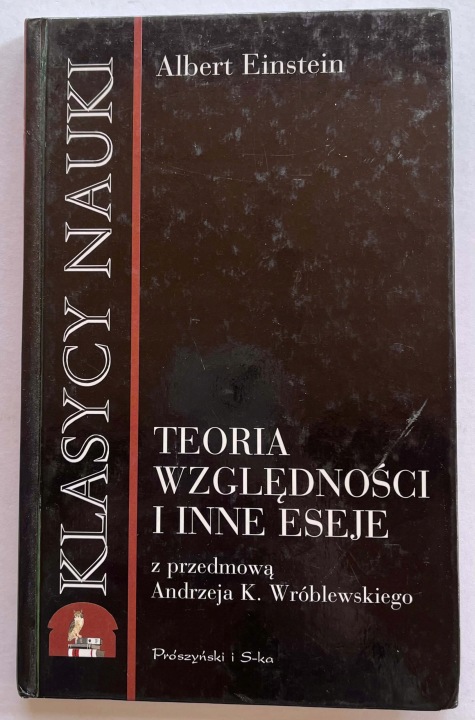 Albert Einstein
KLASYCY NAUKI
TEORIA
WZGLĘDNOŚCI
I INNE ESEJE
z przedmową
Andrzeja K. Wróblewskiego
Prószyński i S-ka